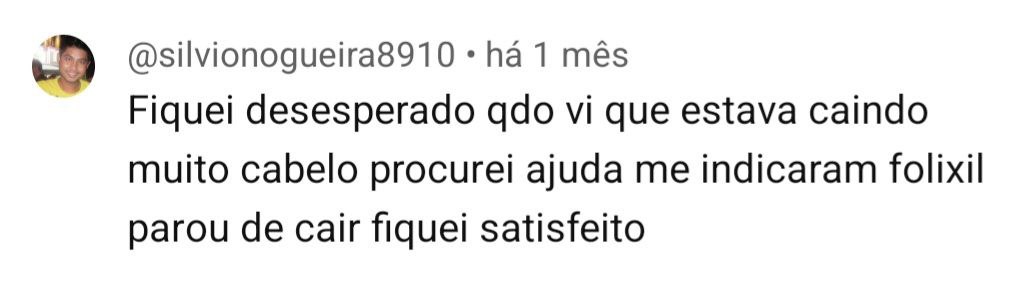 @silvionogueira8910 • há 1 mês
Fiquei desesperado qdo vi que estava caindo
muito cabelo procurei ajuda me indicaram folixil
parou de cair fiquei satisfeito